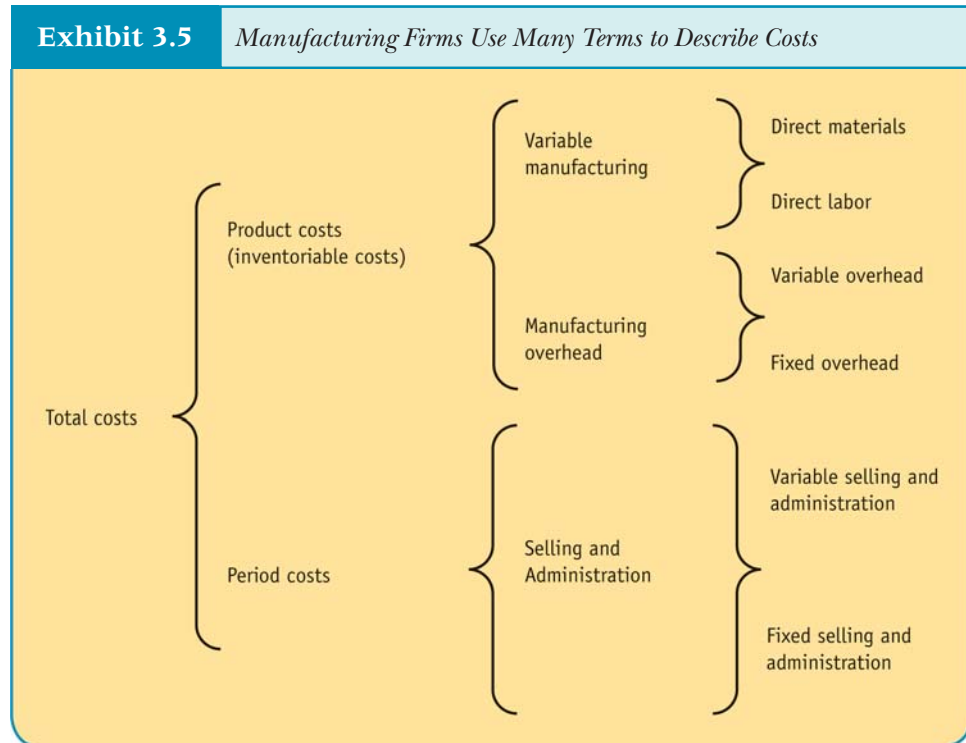 Exhibit 3.5
Manufacturing Firms Use Many Terms to Describe Costs
Total costs
Product costs
(inventoriable costs)
Variable
manufacturing
Direct materials
Direct labor
Manufacturing
overhead
Variable overhead
Fixed overhead
Period costs
Selling and
Administration
Variable selling and
administration
Fixed selling and
administration